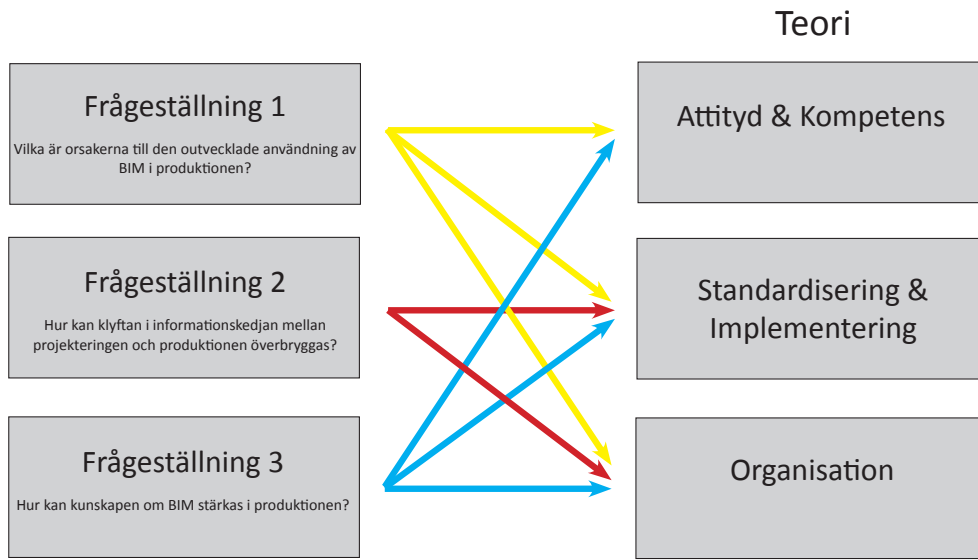 Teori
Frågeställning 1
Vilka är orsakerna till den outvecklade användning av
BIM i produktionen?
Attityd & Kompetens
Frågeställning 2
Hur kan klyftan i informationskedjan mellan
projekteringen och produktionen överbryggas?
Standardisering &
Implementering
Frågeställning 3
Hur kan kunskapen om BIM stärkas i produktionen?
Organisation